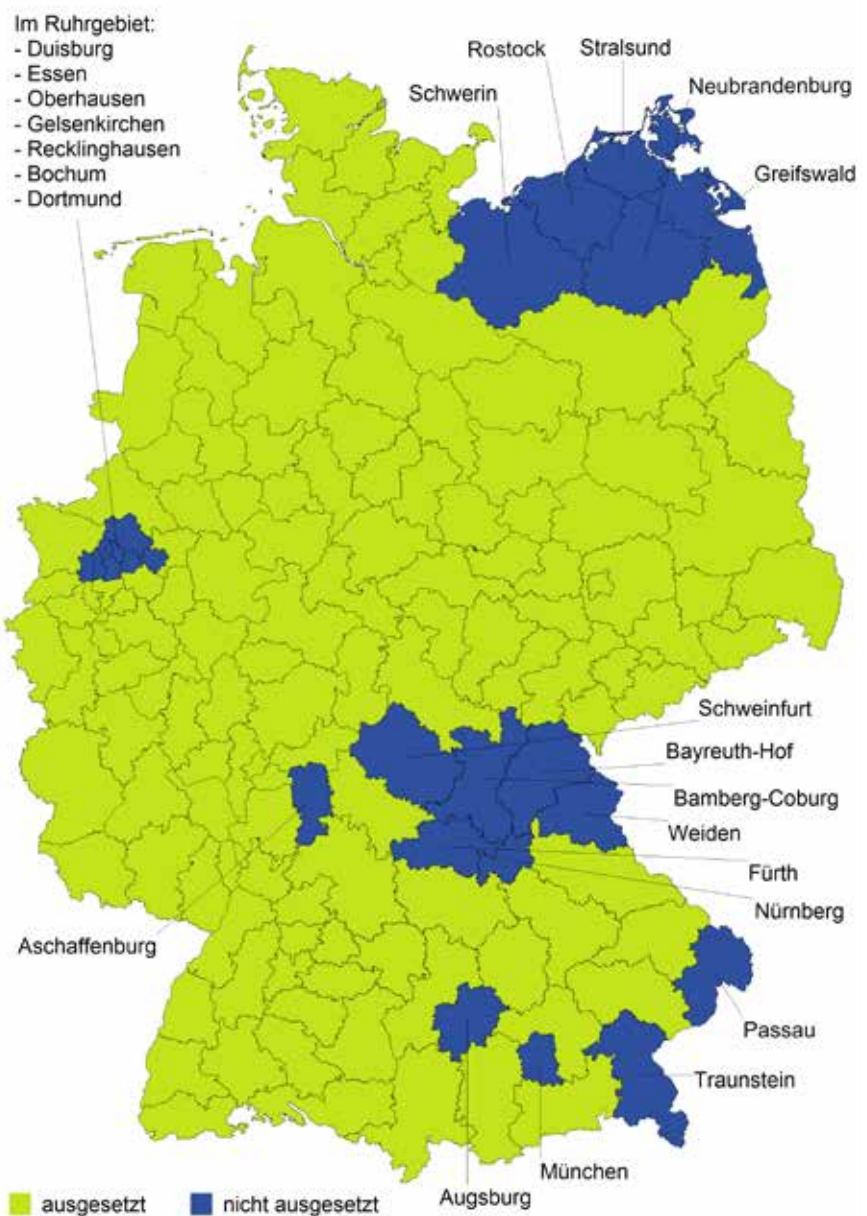 Im Ruhrgebiet:
- Duisburg
- Essen
- Oberhausen
- Gelsenkirchen
- Recklinghausen
- Bochum
- Dortmund
Rostock
Stralsund
Schwerin
Neubrandenburg
Greifswald
Schweinfurt
Bayreuth-Hof
Bamberg-Coburg
Weiden
Fürth
Nürnberg
Aschaffenburg
Passau
Traunstein
München
Augsburg
ausgesetzt
nicht ausgesetzt